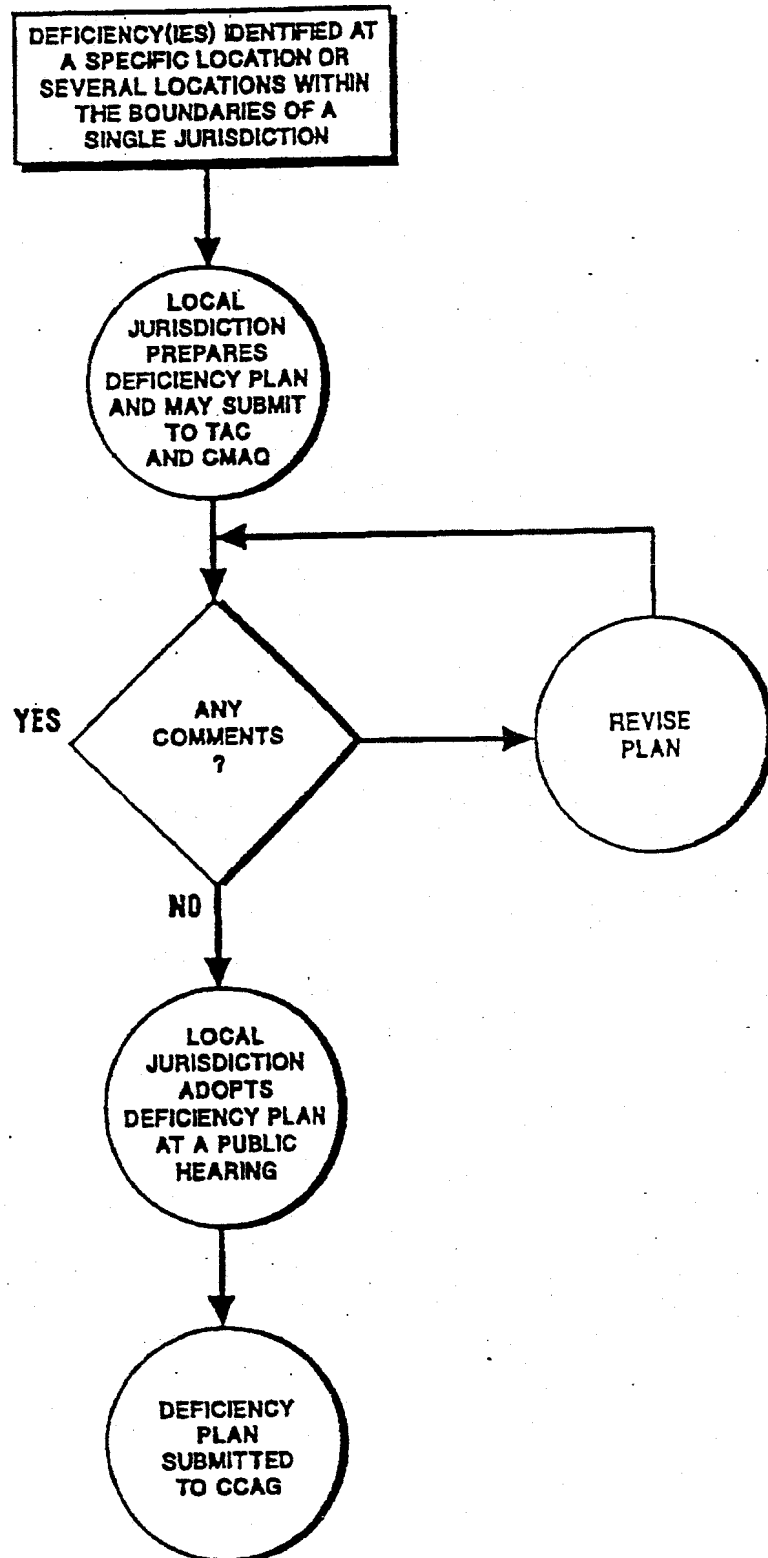 DEFICIENCY(IES) IDENTIFIED AT
A SPECIFIC LOCATION OR
SEVERAL LOCATIONS WITHIN
THE BOUNDARIES OF A
SINGLE JURISDICTION
LOCAL
JURISDICTION
PREPARES
DEFICIENCY PLAN
AND MAY SUBMIT
TO TAC
AND CMAQ
YES
ANY
COMMENTS
?
REVISE
PLAN
NO
LOCAL
JURISDICTION
ADOPTS
DEFICIENCY PLAN
AT A PUBLIC
HEARING
DEFICIENCY
PLAN
SUBMITTED
TO CCAG